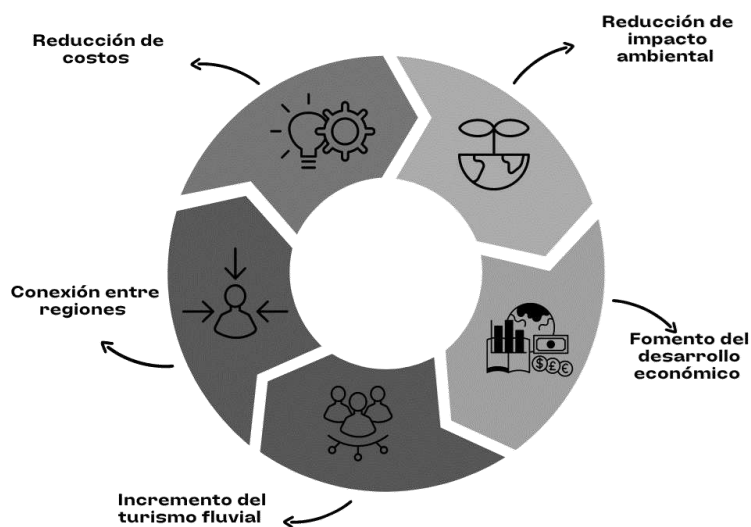 Reducción de
costos
Reducción de
impacto
ambiental
Conexión entre
regiones
Fomento del
desarrollo
económico
Incremento del
turismo fluvial
$ £ €